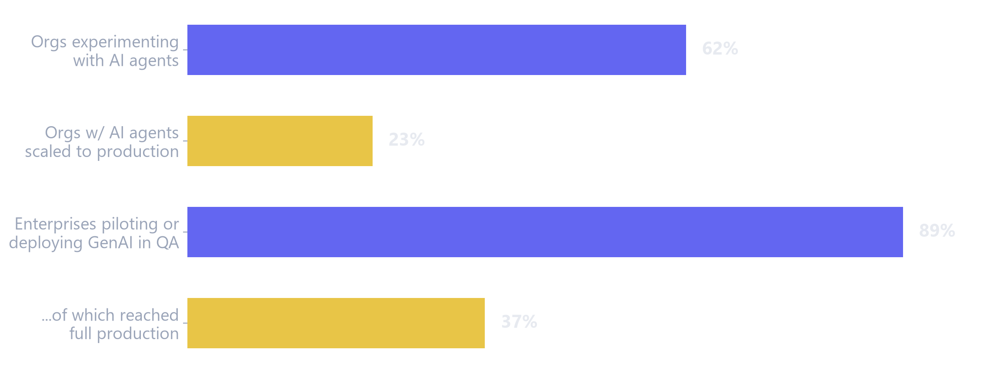 Orgs experimenting
with AI agents
62%
Orgs w/ AI agents
scaled to production
23%
Enterprises piloting or
deploying GenAI in QA
89%
...of which reached
full production
37%